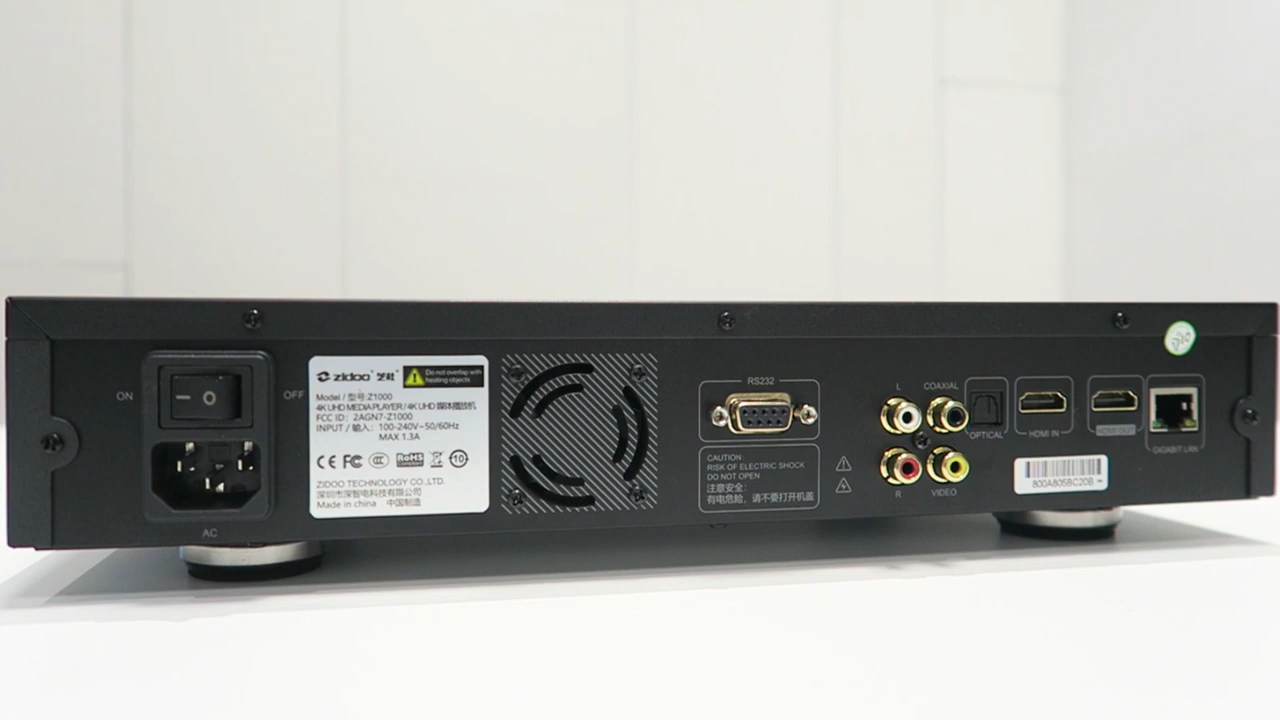 ON
OFF
AC
zidoo 芝杜
Do not overlap with
heating objects
Model / 型号:Z1000
4K UHD MEDIA PLAYER / 4K UHD 媒体播放机
FCC ID: 2AGN7-Z1000
INPUT / 输入: 100-240V~50/60Hz
MAX 1.3A
CE FC CCC RoHS 10
ZIDOO TECHNOLOGY CO.,LTD.
深圳市深智电科技有限公司
Made in china 中国制造
RS232
CAUTION:
RISK OF ELECTRIC SHOCK
DO NOT OPEN
注意安全:
有电危险, 请不要打开机盖
L
COAXIAL
R
VIDEO
OPTICAL
HDMI IN
HDMI OUT
GIGABIT LAN
800A805BC20B